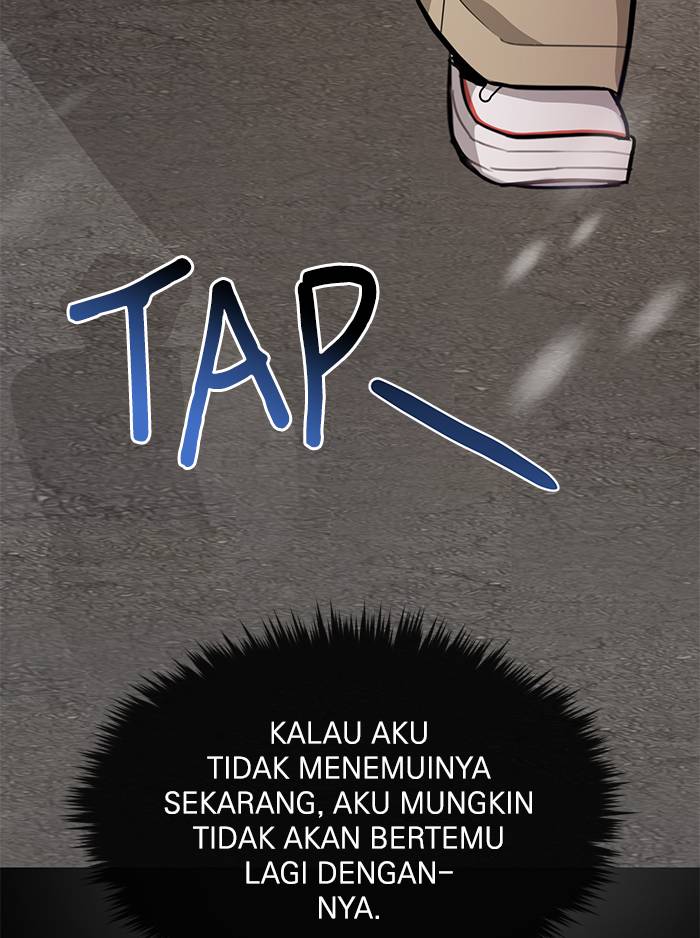 TAP
KALAU AKU
TIDAK MENEMUINYA
SEKARANG, AKU MUNGKIN
TIDAK AKAN BERTEMU
LAGI DENGAN-
NYA.